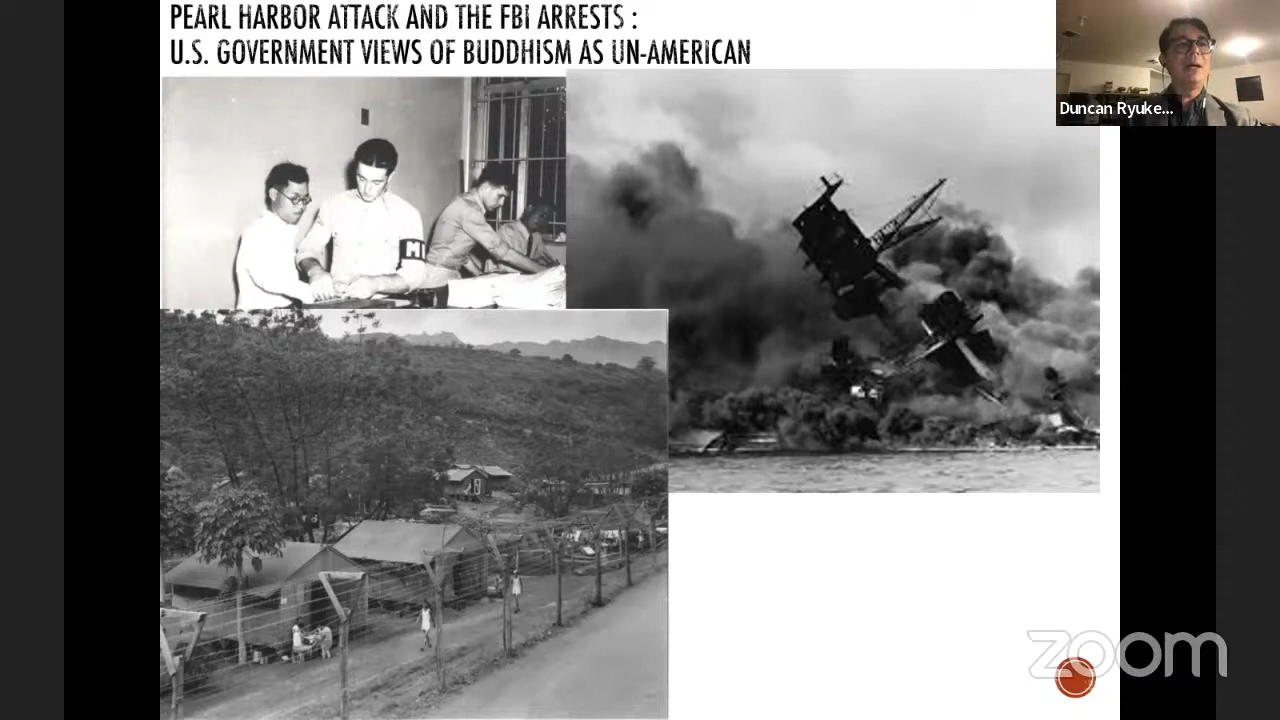 PEARL HARBOR ATTACK AND THE FBI ARRESTS :
U.S. GOVERNMENT VIEWS OF BUDDHISM AS UN-AMERICAN
Duncan Ryuke...
M
zoom